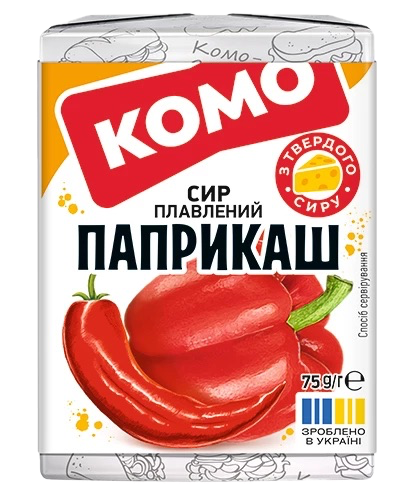 Комо
КОМО
З ТВЕРДОГО
СИРУ
СИР
ПЛАВЛЕНИЙ
ПАПРИКАШ
Спосіб сервірування
75 g/г ℮
ЗРОБЛЕНО
В УКРАЇНІ